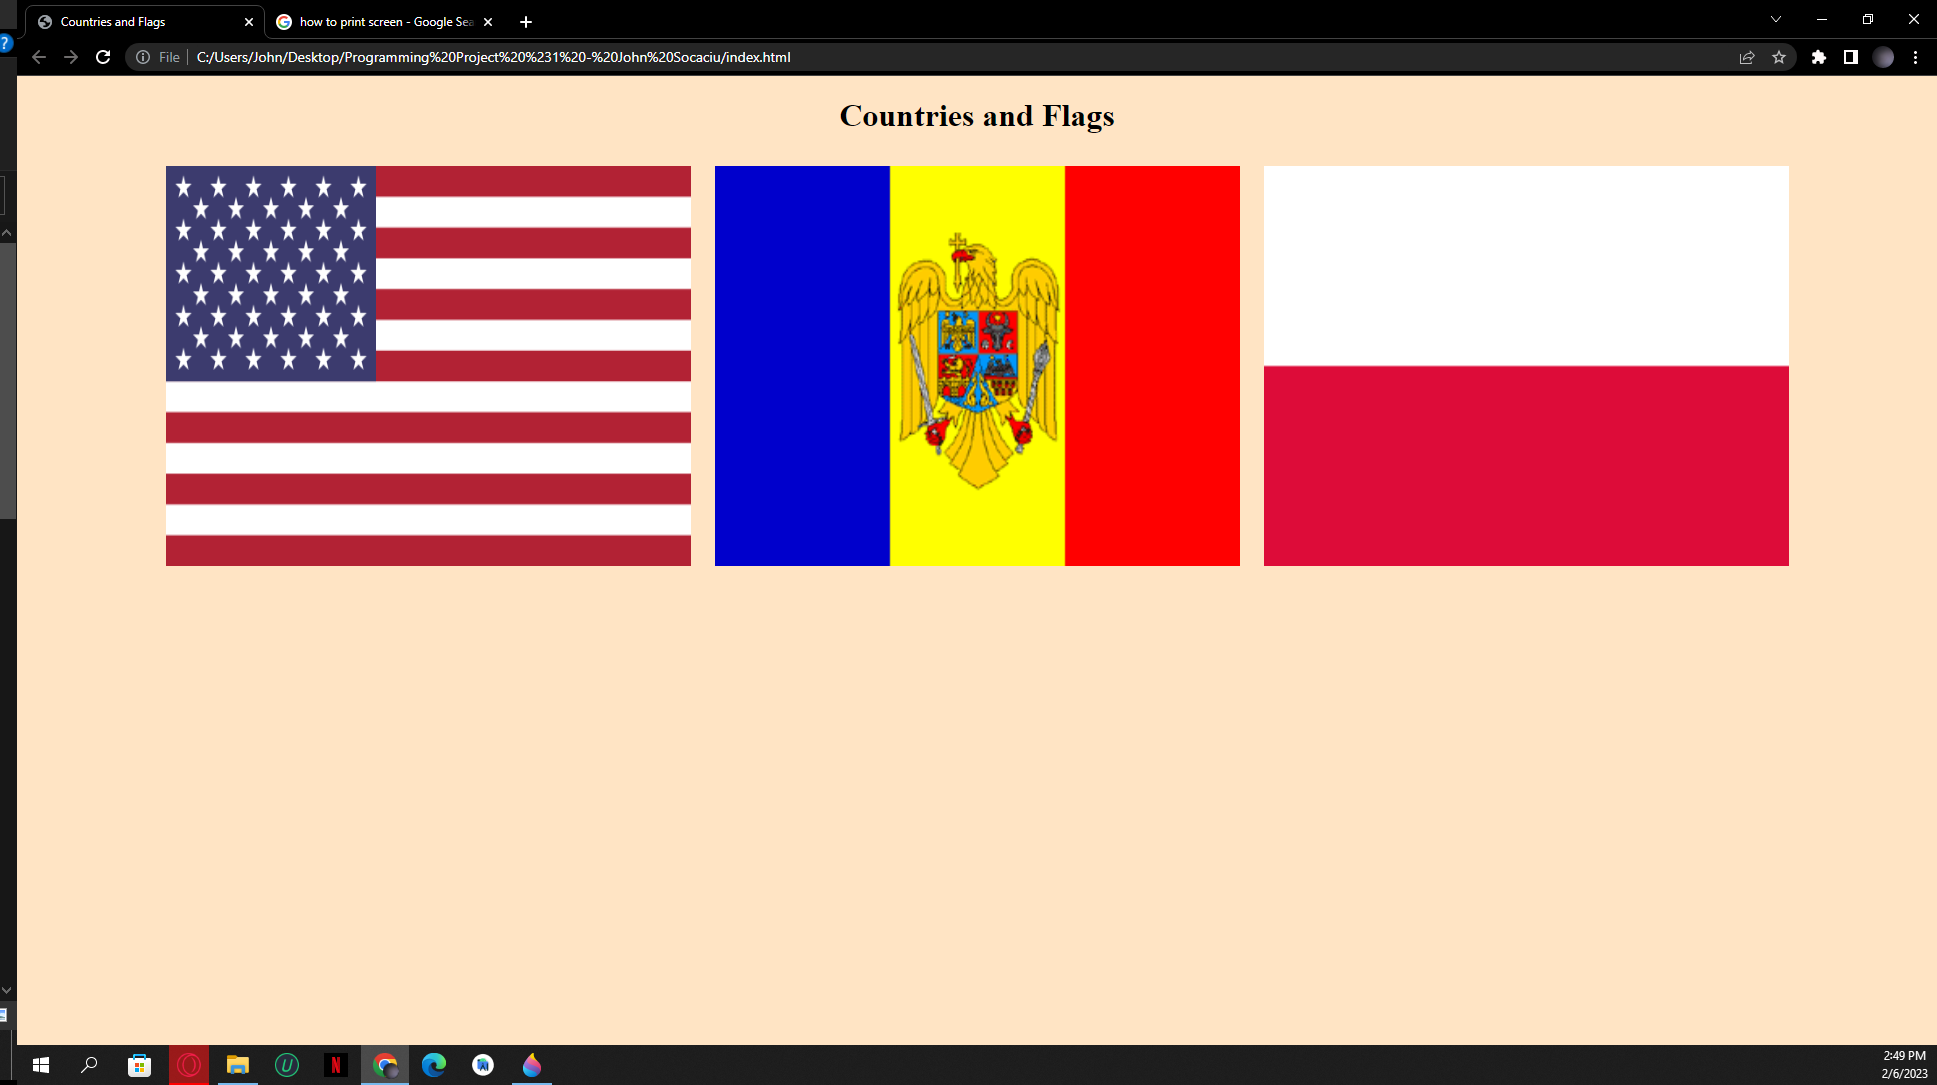 Countries and Flags
how to print screen - Google Sea
File
C:/Users/John/Desktop/Programming%20Project%20%231%20-%20John%20Socaciu/index.html
Countries and Flags
2:49 PM
2/6/2023